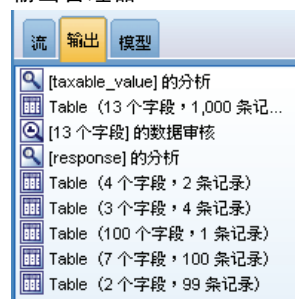 流 输出 模型
[taxable_value] 的分析
Table（13 个字段，1,000 条记...
[13 个字段] 的数据审核
[response] 的分析
Table（4 个字段，2 条记录）
Table（3 个字段，4 条记录）
Table（100 个字段，1 条记录）
Table（7 个字段，100 条记录）
Table（2 个字段，99 条记录）